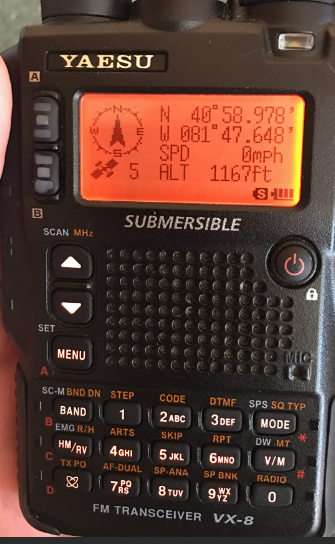 A
YAESU
N 40°58.978'
W 081°47.648'
SPD 0mph
5 ALT 1167ft
N
W E
S
S
B
SUBMERSIBLE
SCAN MHz
SET
MENU
A
MIC
SC-M BND DN STEP CODE DTMF SPS SQ TYP
B BAND 1 2ABC 3DEF MODE *
EMG R/H ARTS SKIP RPT DW MT
C HM/RV 4GHI 5JKL 6MNO V/M #
TX PO AF-DUAL SP-ANA SP BNK RADIO
D 7PQRS 8TUV 9WXYZ 0
FM TRANSCEIVER VX-8